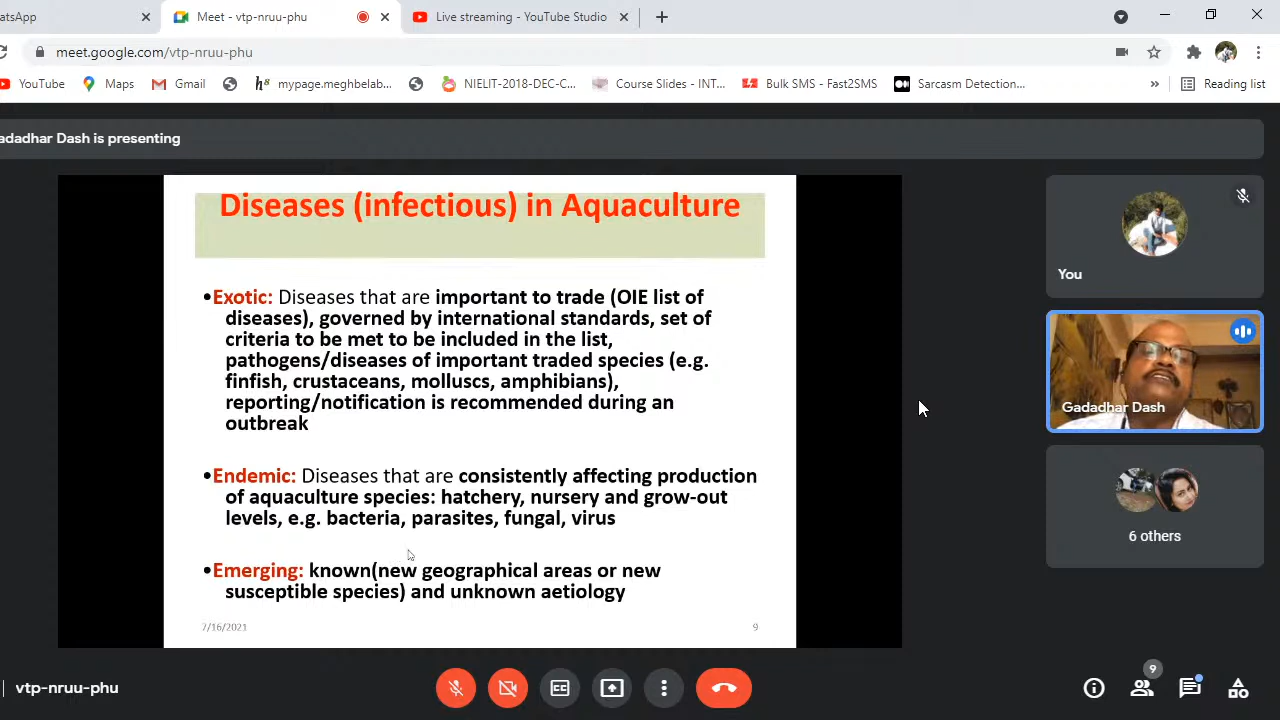 atsApp
Meet - vtp-nruu-phu
Live streaming - YouTube Studio
meet.google.com/vtp-nruu-phu
YouTube
Maps
Gmail
mypage.meghbelab...
NIELIT-2018-DEC-C...
Course Slides - INT...
Bulk SMS - Fast2SMS
Sarcasm Detection...
»
Reading list
adadhar Dash is presenting
Diseases (infectious) in Aquaculture
•Exotic: Diseases that are important to trade (OIE list of
diseases), governed by international standards, set of
criteria to be met to be included in the list,
pathogens/diseases of important traded species (e.g.
finfish, crustaceans, molluscs, amphibians),
reporting/notification is recommended during an
outbreak
•Endemic: Diseases that are consistently affecting production
of aquaculture species: hatchery, nursery and grow-out
levels, e.g. bacteria, parasites, fungal, virus
•Emerging: known(new geographical areas or new
susceptible species) and unknown aetiology
7/16/2021
9
You
Gadadhar Dash
6 others
vtp-nruu-phu
9